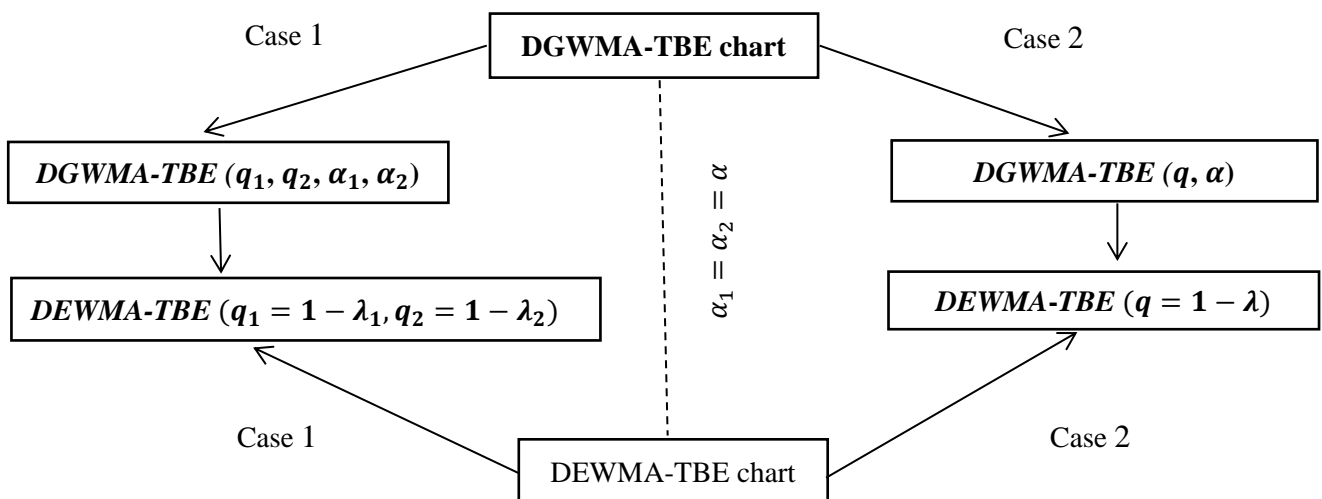 Case 1
DGWMA-TBE chart
Case 2
DGWMA-TBE (q₁, q₂, α₁, α₂)
α₁ = α₂ = α
DGWMA-TBE (q, α)
DEWMA-TBE (q₁ = 1 − λ₁, q₂ = 1 − λ₂)
DEWMA-TBE (q = 1 − λ)
Case 1
DEWMA-TBE chart
Case 2